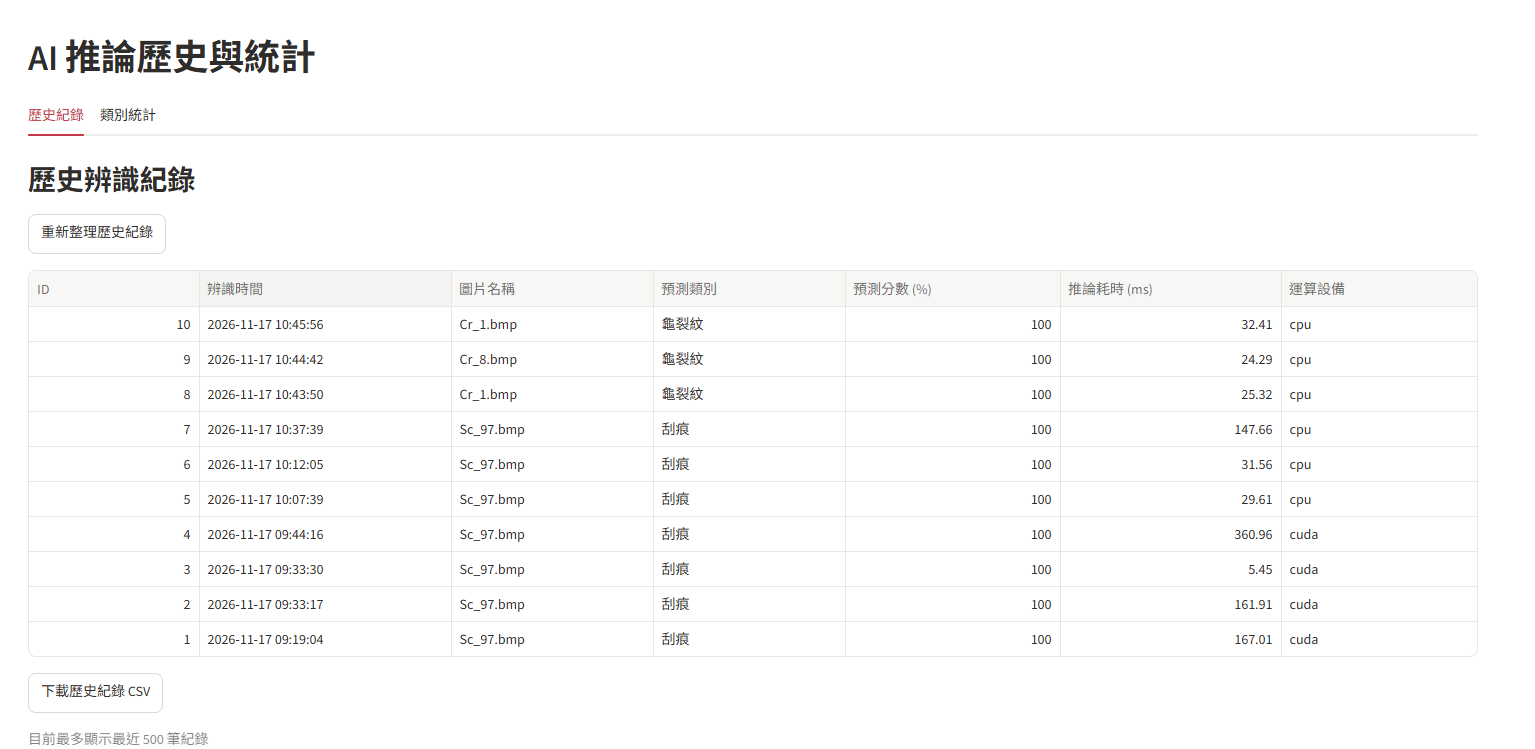 AI 推論歷史與統計
歷史紀錄 類別統計
歷史辨識紀錄
重新整理歷史紀錄
ID 辨識時間 圖片名稱 預測類別 預測分數 (%) 推論耗時 (ms) 運算設備
10 2026-11-17 10:45:56 Cr_1.bmp 龜裂紋 100 32.41 cpu
9 2026-11-17 10:44:42 Cr_8.bmp 龜裂紋 100 24.29 cpu
8 2026-11-17 10:43:50 Cr_1.bmp 龜裂紋 100 25.32 cpu
7 2026-11-17 10:37:39 Sc_97.bmp 刮痕 100 147.66 cpu
6 2026-11-17 10:12:05 Sc_97.bmp 刮痕 100 31.56 cpu
5 2026-11-17 10:07:39 Sc_97.bmp 刮痕 100 29.61 cpu
4 2026-11-17 09:44:16 Sc_97.bmp 刮痕 100 360.96 cuda
3 2026-11-17 09:33:30 Sc_97.bmp 刮痕 100 5.45 cuda
2 2026-11-17 09:33:17 Sc_97.bmp 刮痕 100 161.91 cuda
1 2026-11-17 09:19:04 Sc_97.bmp 刮痕 100 167.01 cuda
下載歷史紀錄 CSV
目前最多顯示最近 500 筆紀錄